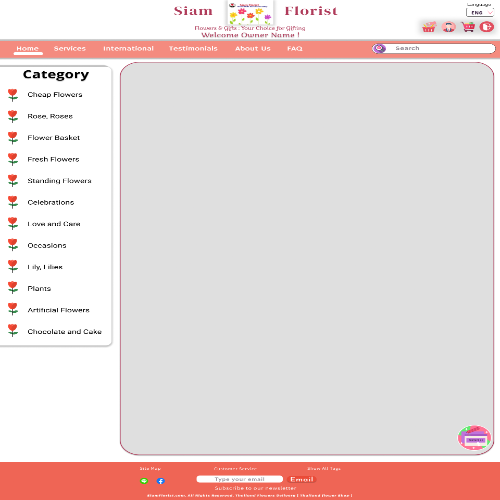 Language
ENG
Siam Florist
Flowers & Gifts : Your Choice for Gifting
Welcome Owner Name !
Home Services International Testimonials About Us FAQ
Search
Category
Cheap Flowers
Rose, Roses
Flower Basket
Fresh Flowers
Standing Flowers
Celebrations
Love and Care
Occasions
Lily, Lilies
Plants
Artificial Flowers
Chocolate and Cake
Site Map Customer Service Show All Tags
Type your email Email
Subscribe to our newsletter
Siamflorist.com, All Rights Reserved, Thailand Flowers Delivery [ Thailand Flower Shop ]